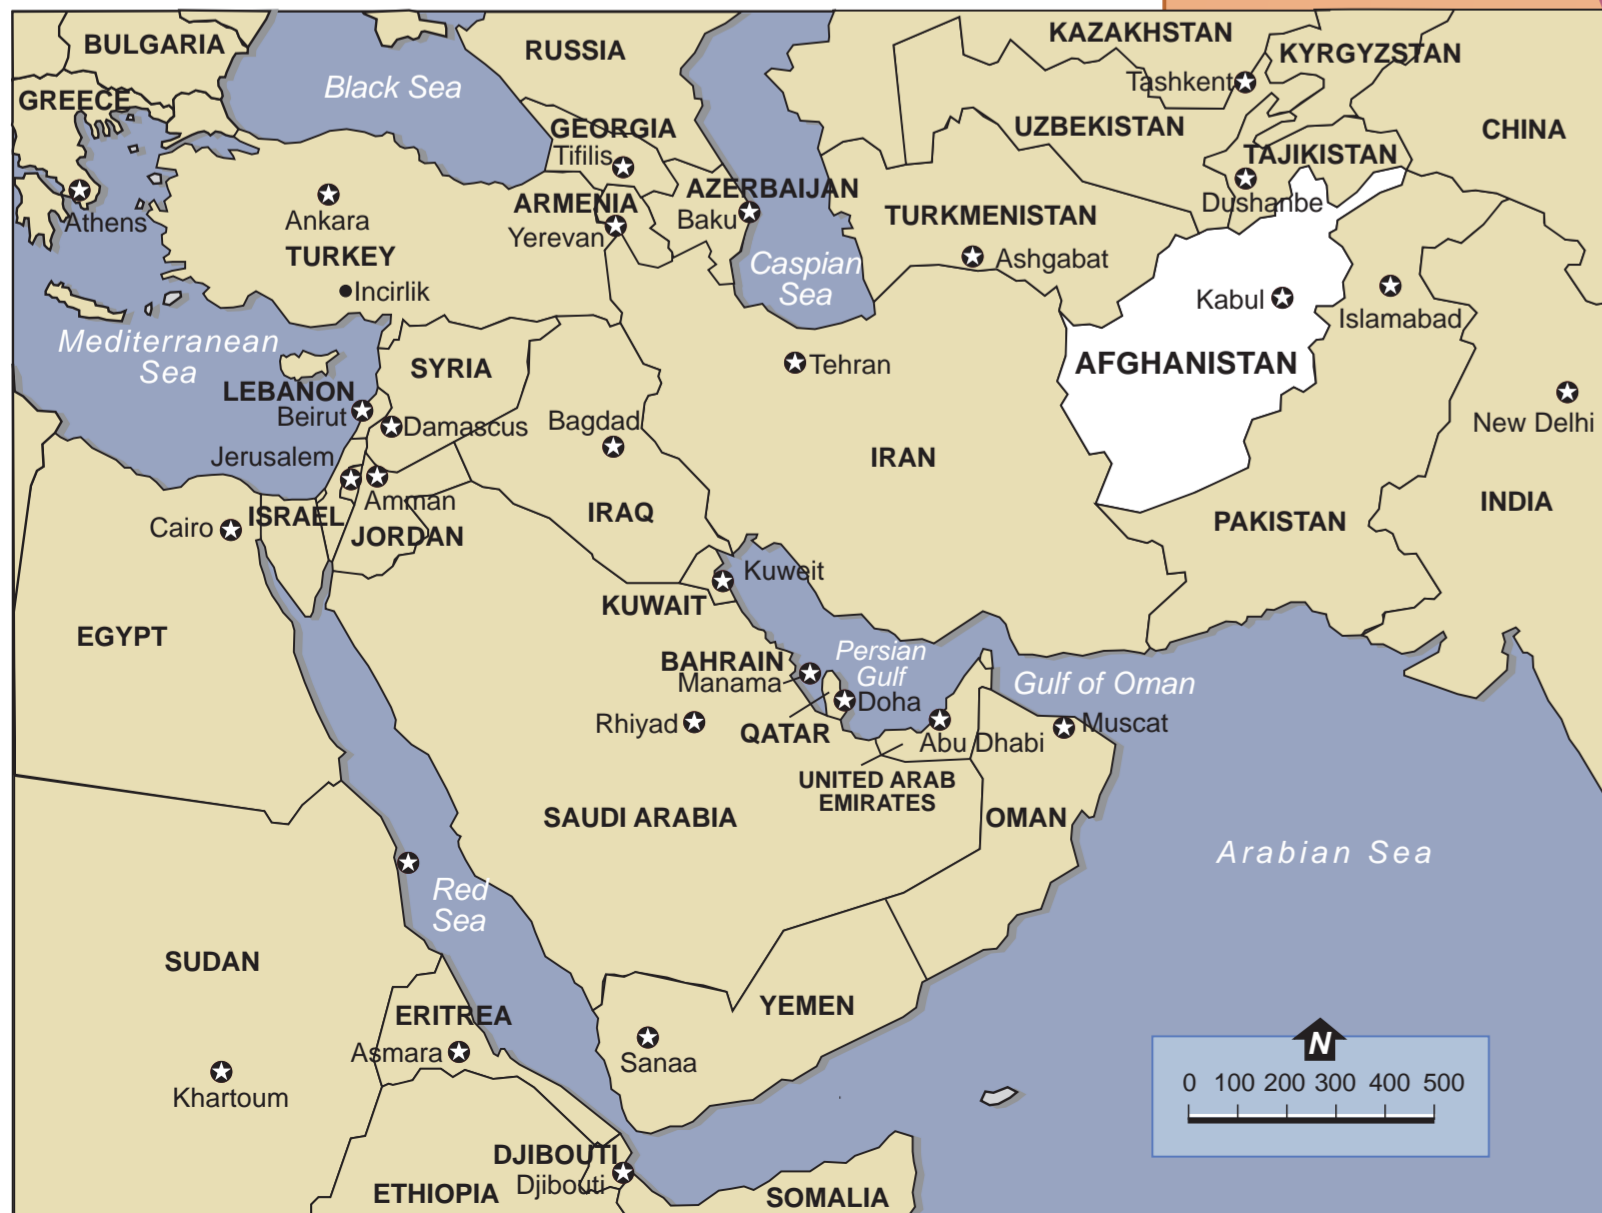 BULGARIA
Black Sea
RUSSIA
KAZAKHSTAN
KYRGYZSTAN
Tashkent
GREECE
GEORGIA
Tifilis
UZBEKISTAN
CHINA
TAJIKISTAN
Athens
Ankara
TURKEY
Incirlik
ARMENIA
Yerevan
AZERBAIJAN
Baku
TURKMENISTAN
Ashgabat
Dushanbe
Caspian
Sea
Kabul
Islamabad
AFGHANISTAN
Mediterranean
Sea
SYRIA
Tehran
LEBANON
Beirut
Damascus
Bagdad
New Delhi
Jerusalem
Amman
IRAN
Cairo
ISRAEL
JORDAN
IRAQ
PAKISTAN
INDIA
Kuweit
KUWAIT
EGYPT
BAHRAIN
Manama
Persian
Gulf
Gulf of Oman
Rhiyad
QATAR
Doha
Abu Dhabi
Muscat
UNITED ARAB
EMIRATES
SAUDI ARABIA
OMAN
Arabian Sea
Red
Sea
SUDAN
ERITREA
Asmara
YEMEN
Sanaa
Khartoum
N
0 100 200 300 400 500
DJIBOUTI
Djibouti
ETHIOPIA
SOMALIA